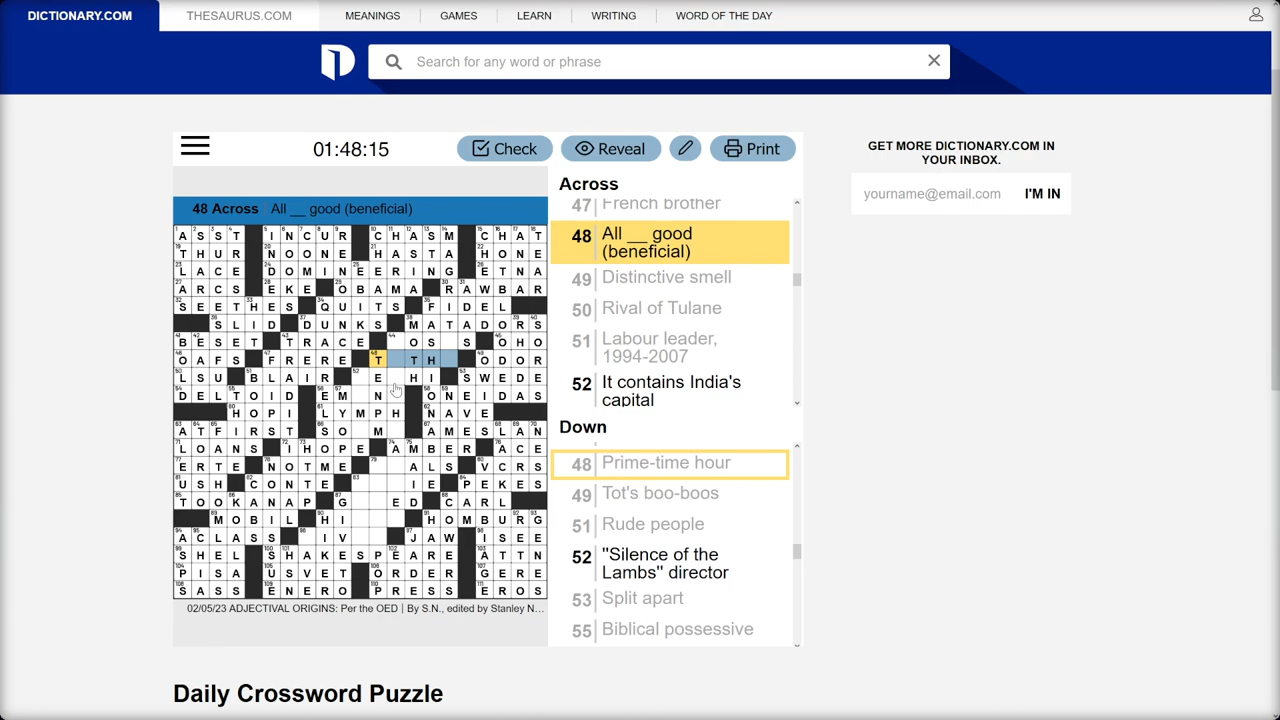 DICTIONARY.COM
THESAURUS.COM
MEANINGS
GAMES
LEARN
WRITING
WORD OF THE DAY
Search for any word or phrase
01:48:15
Check
Reveal
Print
48 Across All __ good (beneficial)
A S S T I N C U R C H A S M C H A T
T H U R N O O N E H A S T A H O N E
L A C E D O M I N E E R I N G E T N A
A R C S E K E O B A M A R A W B A R
S E E T H E S Q U I T S F I D E L
S L I D D U N K S M A T A D O R S
B E S E T T R A C E O S S O H O
O A F S F R E R E T T H O D O R
L S U B L A I R E H I S W E D E
D E L T O I D E M N O N E I D A S
H O P I L Y M P H N A V E
A T F I R S T S O M A M E S L A N
L O A N S I H O P E A M B E R A C E
E R T E N O T M E A L S V C R S
U S H C O N T E I E P E K E S
T O O K A N A P G E D C A R L
M O B I L H I H O M B U R G
A C L A S S I V J A W I S E E
S H E L S H A K E S P E A R E A T T N
P I S A U S V E T O R D E R G E R E
S A S S E N E R O P R E S S E R O S
02/05/23 ADJECTIVAL ORIGINS: Per the OED | By S.N., edited by Stanley N...
Across
47 French brother
48 All __ good
(beneficial)
49 Distinctive smell
50 Rival of Tulane
51 Labour leader,
1994-2007
52 It contains India's
capital
Down
48 Prime-time hour
49 Tot's boo-boos
51 Rude people
52 "Silence of the
Lambs" director
53 Split apart
55 Biblical possessive
GET MORE DICTIONARY.COM IN
YOUR INBOX.
yourname@email.com
I'M IN
Daily Crossword Puzzle